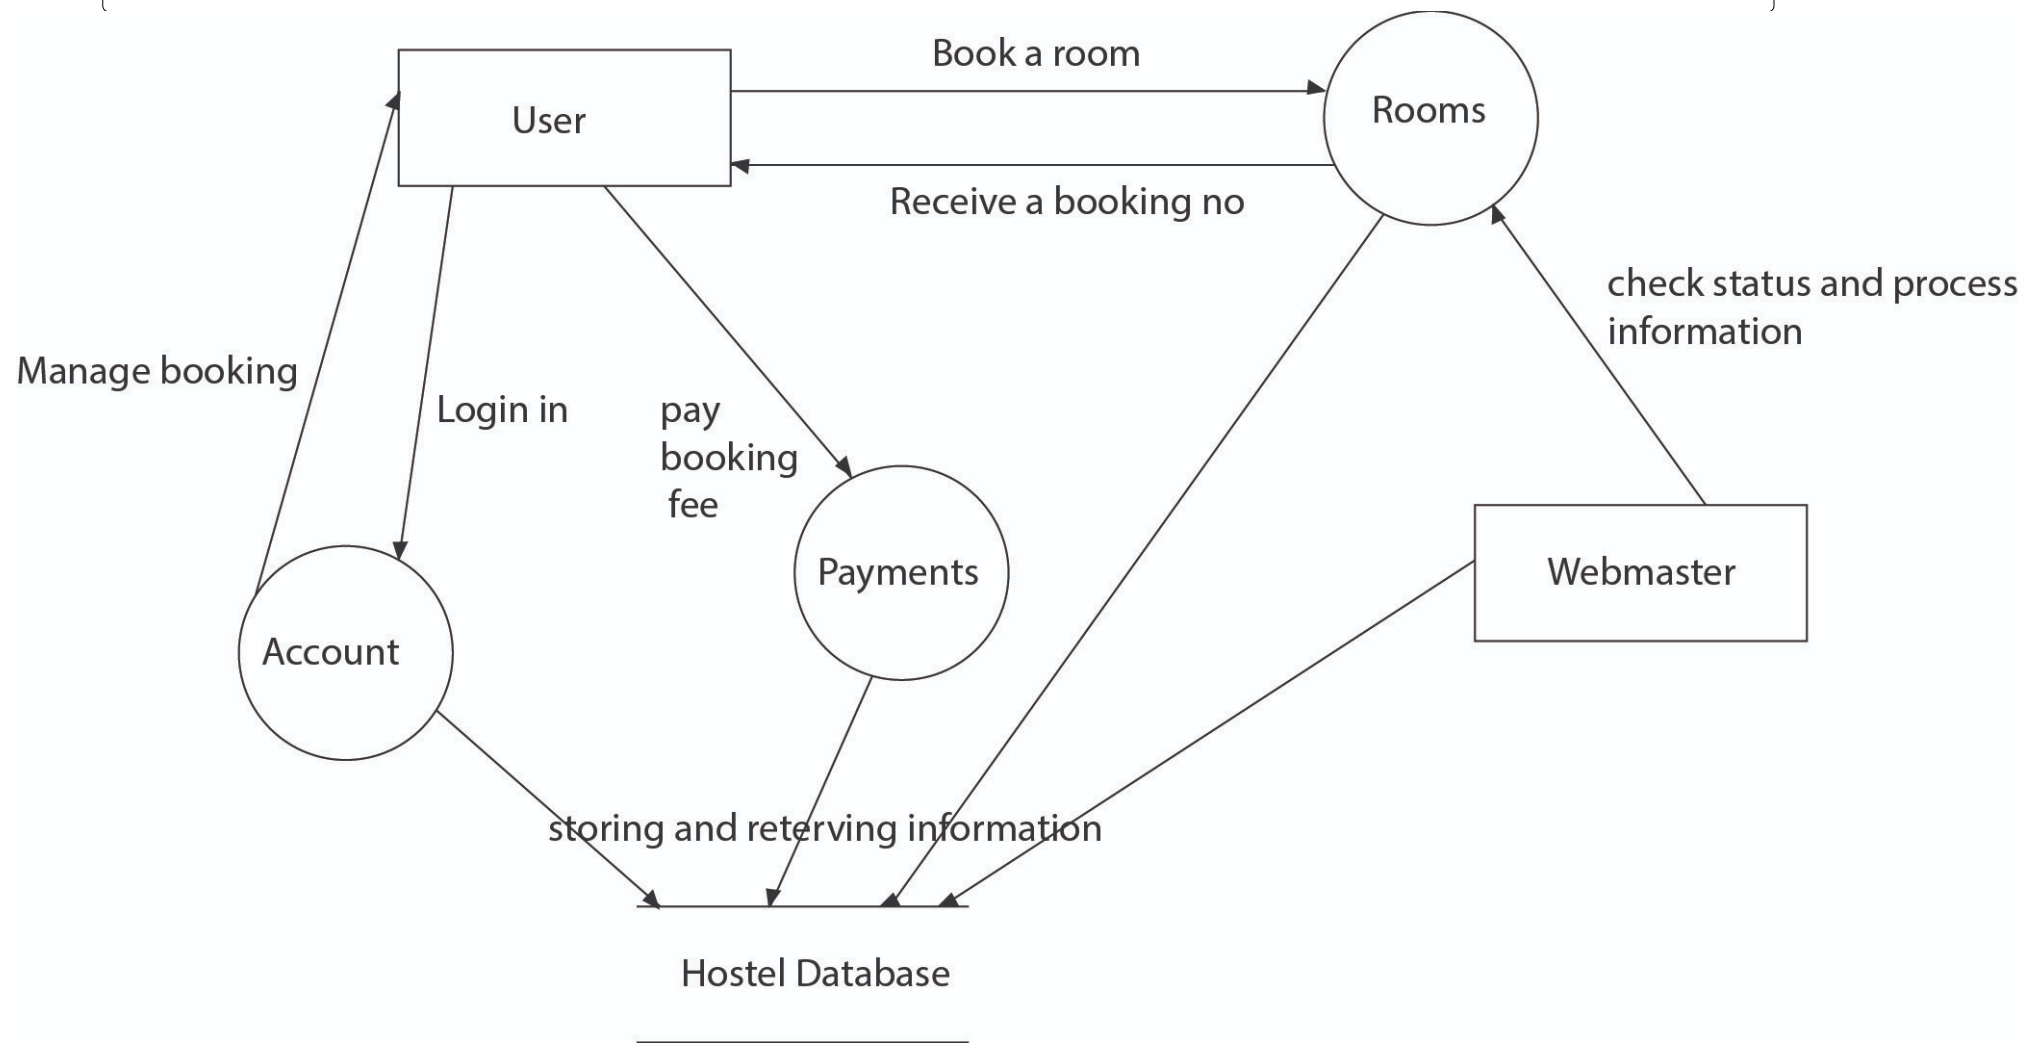 Book a room
User
Rooms
Receive a booking no
check status and process
information
Manage booking
Login in
pay
booking
fee
Payments
Webmaster
Account
storing and reterving information
Hostel Database